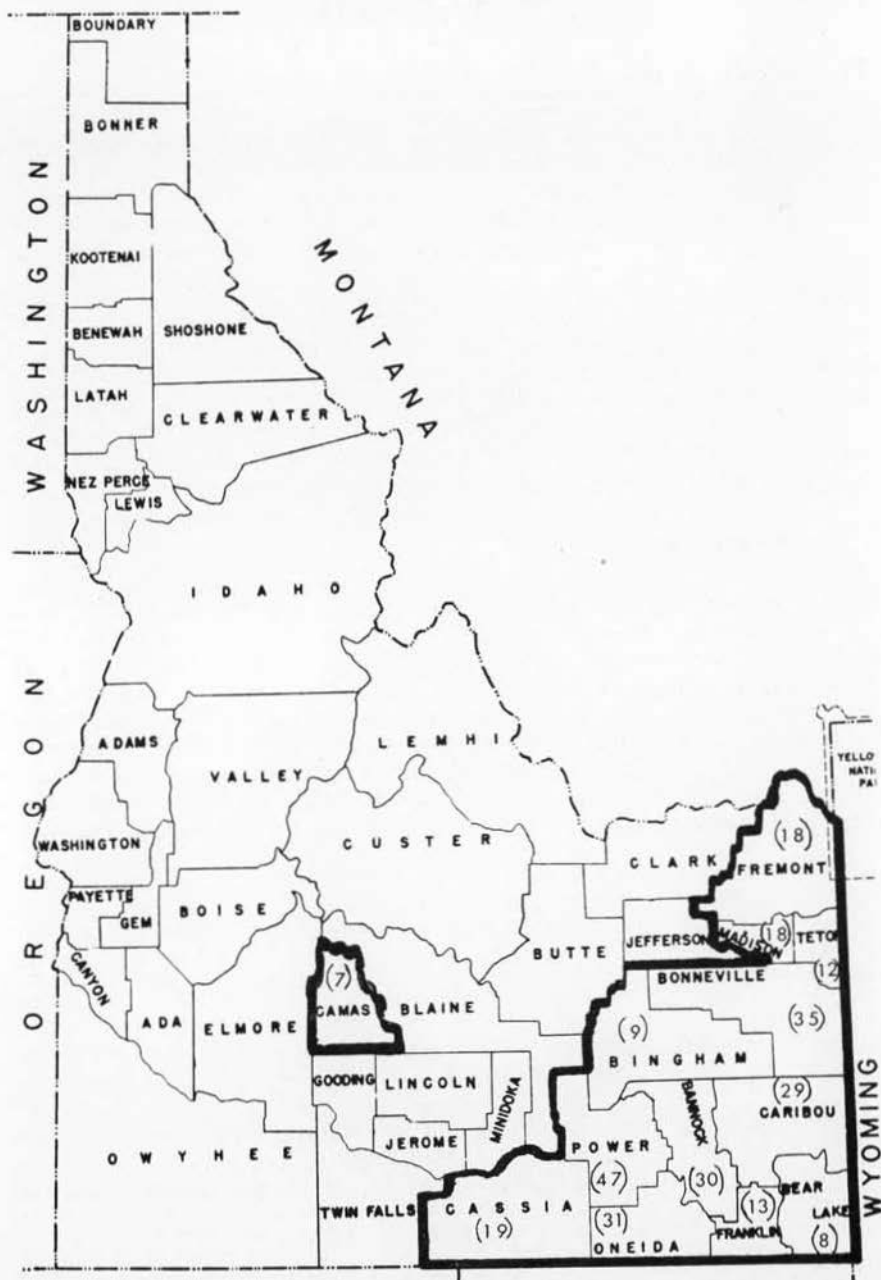 BOUNDARY
BONNER
WASHINGTON
KOOTENAI
MONTANA
BENEWAH
SHOSHONE
LATAH
CLEARWATER
NEZ PERCE
LEWIS
IDAHO
OREGON
ADAMS
LEMHI
VALLEY
YELLO
NATI
PA
WASHINGTON
CUSTER
(18)
CLARK
FREMONT
PAYETTE
GEM
BOISE
JEFFERSON
MADISON
(18)
TETON
BUTTE
CANYON
(7)
BONNEVILLE
(12)
CAMAS
BLAINE
ADA
ELMORE
(9)
(35)
BINGHAM
GOODING
LINCOLN
MINIDOKA
BANNOCK
(29)
CARIBOU
WYOMING
JEROME
POWER
OWYHEE
(47)
(30)
BEAR
LAKE
TWIN FALLS
CASSIA
(19)
(31)
ONEIDA
(13)
FRANKLIN
(8)